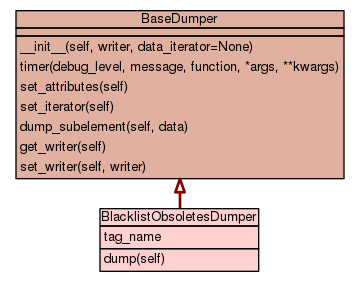 BaseDumper
__init__(self, writer, data_iterator=None)
timer(debug_level, message, function, *args, **kwargs)
set_attributes(self)
set_iterator(self)
dump_subelement(self, data)
get_writer(self)
set_writer(self, writer)
BlacklistObsoletesDumper
tag_name
dump(self)